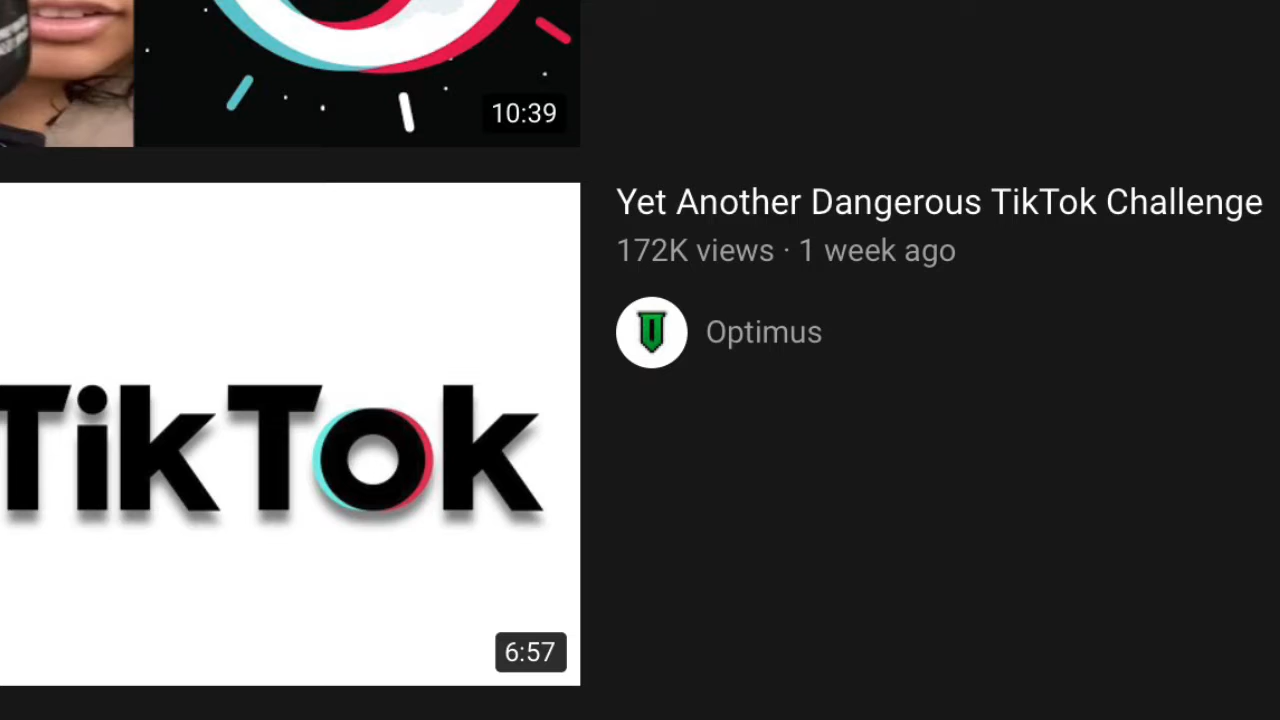 10:39
Yet Another Dangerous TikTok Challenge
172K views · 1 week ago
Optimus
TikTok
6:57